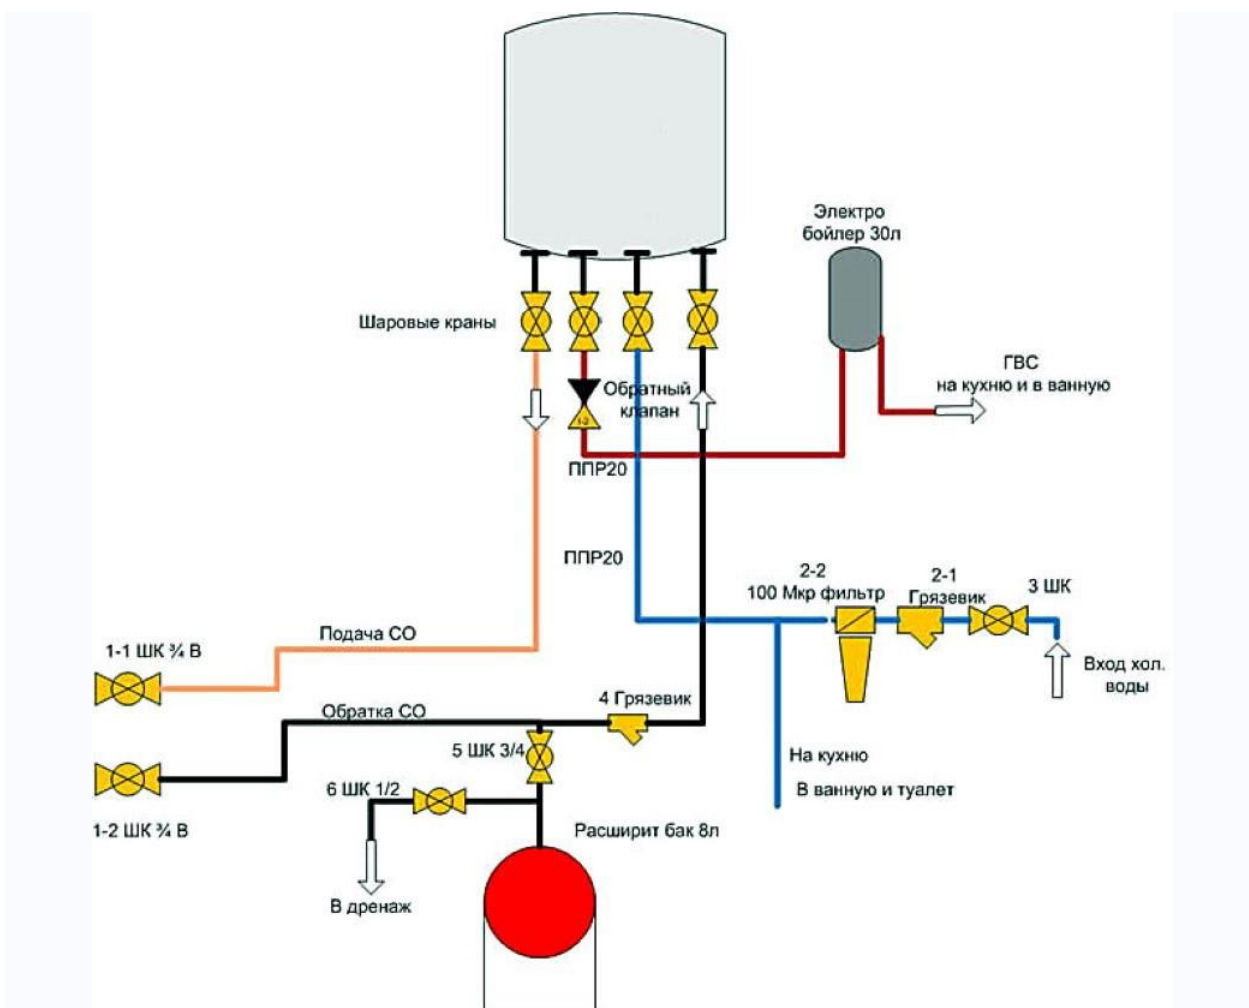 Электро
бойлер 30л
Шаровые краны
Обратный
клапан
ГВС
на кухню и в ванную
ППР20
ППР20
2-2
100 Мкр фильтр
2-1
Грязевик
3 ШК
Подача СО
1-1 ШК ¾ В
Вход хол.
воды
4 Грязевик
Обратка СО
5 ШК 3/4
На кухню
6 ШК 1/2
В ванную и туалет
1-2 ШК ¾ В
Расширит бак 8л
В дренаж